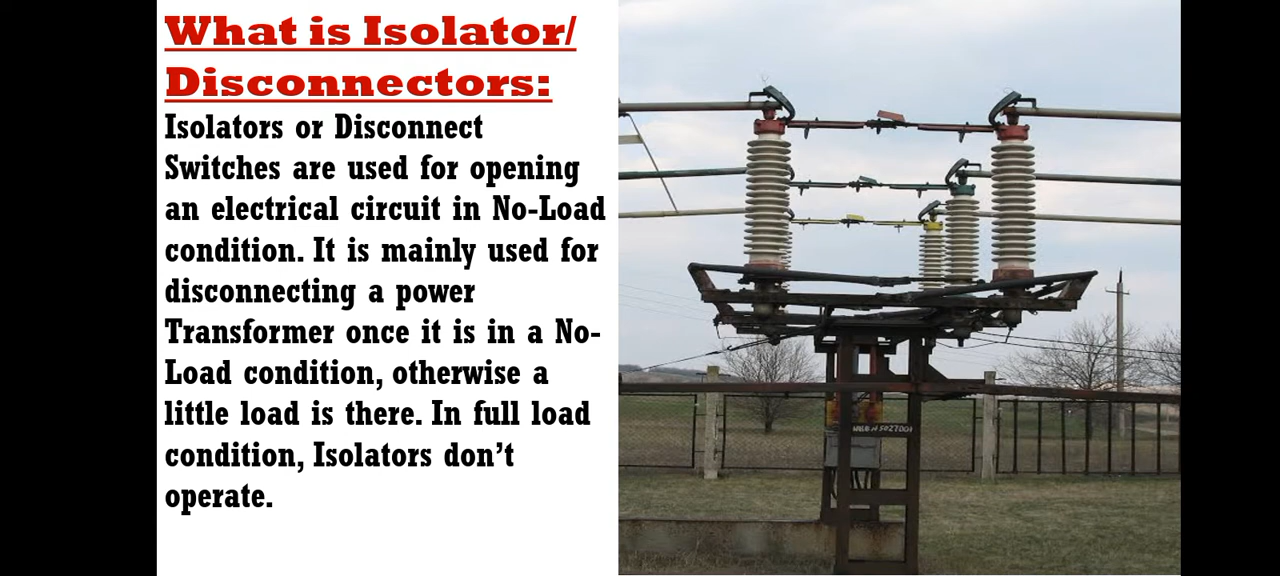 What is Isolator/
Disconnectors:
Isolators or Disconnect
Switches are used for opening
an electrical circuit in No-Load
condition. It is mainly used for
disconnecting a power
Transformer once it is in a No-
Load condition, otherwise a
little load is there. In full load
condition, Isolators don’t
operate.